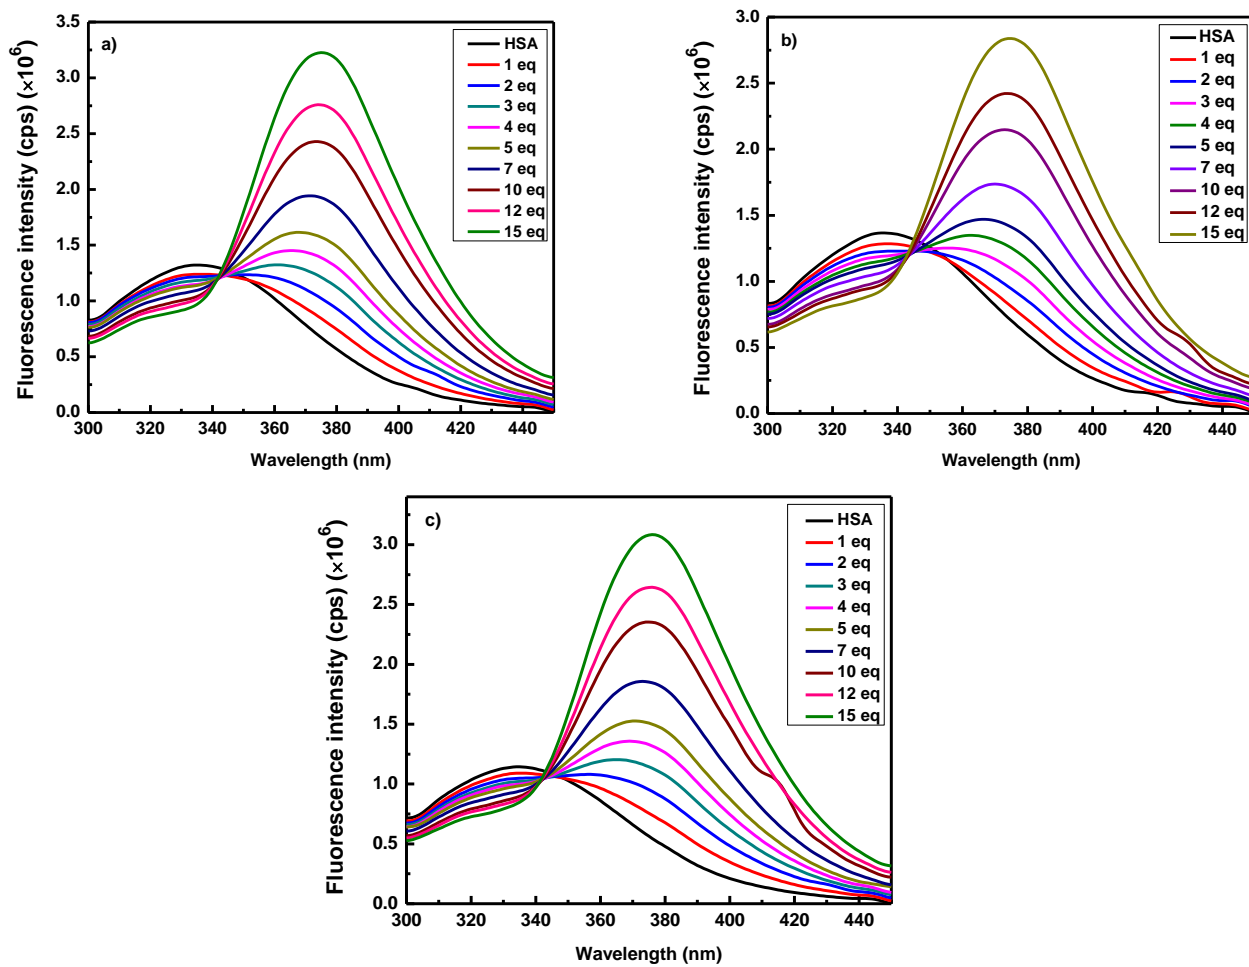 a)
Fluorescence intensity (cps) (×10⁶)
3.5
3.0
2.5
2.0
1.5
1.0
0.5
0.0
HSA
1 eq
2 eq
3 eq
4 eq
5 eq
7 eq
10 eq
12 eq
15 eq
300 320 340 360 380 400 420 440
Wavelength (nm)
b)
Fluorescence intensity (cps) (×10⁶)
3.0
2.5
2.0
1.5
1.0
0.5
0.0
HSA
1 eq
2 eq
3 eq
4 eq
5 eq
7 eq
10 eq
12 eq
15 eq
300 320 340 360 380 400 420 440
Wavelength (nm)
c)
Fluorescence intensity (cps) (×10⁶)
3.0
2.5
2.0
1.5
1.0
0.5
0.0
HSA
1 eq
2 eq
3 eq
4 eq
5 eq
7 eq
10 eq
12 eq
15 eq
300 320 340 360 380 400 420 440
Wavelength (nm)